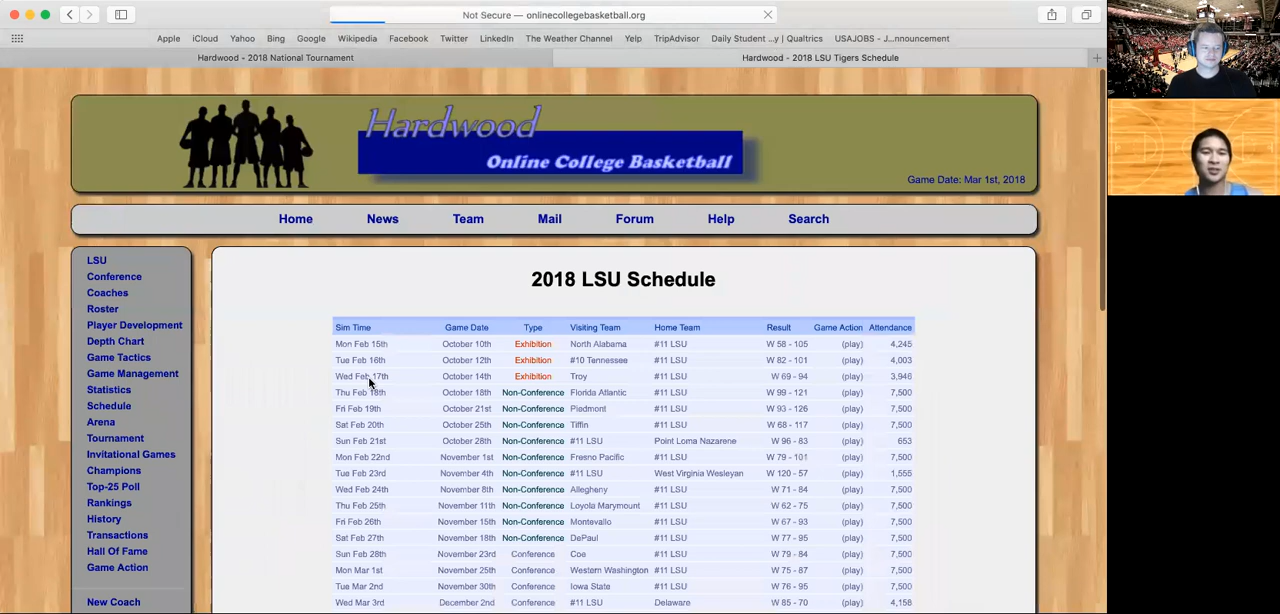 Not Secure — onlinecollegebasketball.org
Apple iCloud Yahoo Bing Google Wikipedia Facebook Twitter LinkedIn The Weather Channel Yelp TripAdvisor Daily Student ...y | Qualtrics USAJOBS - J...nnouncement
Hardwood - 2018 National Tournament Hardwood - 2018 LSU Tigers Schedule
Hardwood
Online College Basketball
Game Date: Mar 1st, 2018
Home News Team Mail Forum Help Search
LSU
Conference
Coaches
Roster
Player Development
Depth Chart
Game Tactics
Game Management
Statistics
Schedule
Arena
Tournament
Invitational Games
Champions
Top-25 Poll
Rankings
History
Transactions
Hall Of Fame
Game Action
New Coach
2018 LSU Schedule
Sim Time Game Date Type Visiting Team Home Team Result Game Action Attendance
Mon Feb 15th October 10th Exhibition North Alabama #11 LSU W 58 - 105 (play) 4,245
Tue Feb 16th October 12th Exhibition #10 Tennessee #11 LSU W 82 - 101 (play) 4,003
Wed Feb 17th October 14th Exhibition Troy #11 LSU W 69 - 94 (play) 3,946
Thu Feb 18th October 18th Non-Conference Florida Atlantic #11 LSU W 99 - 121 (play) 7,500
Fri Feb 19th October 21st Non-Conference Piedmont #11 LSU W 93 - 126 (play) 7,500
Sat Feb 20th October 25th Non-Conference Tiffin #11 LSU W 68 - 117 (play) 7,500
Sun Feb 21st October 28th Non-Conference #11 LSU Point Loma Nazarene W 96 - 83 (play) 653
Mon Feb 22nd November 1st Non-Conference Fresno Pacific #11 LSU W 79 - 101 (play) 7,500
Tue Feb 23rd November 4th Non-Conference #11 LSU West Virginia Wesleyan W 120 - 57 (play) 1,555
Wed Feb 24th November 8th Non-Conference Allegheny #11 LSU W 71 - 84 (play) 7,500
Thu Feb 25th November 11th Non-Conference Loyola Marymount #11 LSU W 62 - 75 (play) 7,500
Fri Feb 26th November 15th Non-Conference Montevallo #11 LSU W 67 - 93 (play) 7,500
Sat Feb 27th November 18th Non-Conference DePaul #11 LSU W 77 - 95 (play) 7,500
Sun Feb 28th November 23rd Conference Coe #11 LSU W 79 - 84 (play) 7,500
Mon Mar 1st November 25th Conference Western Washington #11 LSU W 75 - 87 (play) 7,500
Tue Mar 2nd November 30th Conference Iowa State #11 LSU W 76 - 95 (play) 7,500
Wed Mar 3rd December 2nd Conference #11 LSU Delaware W 85 - 70 (play) 4,158